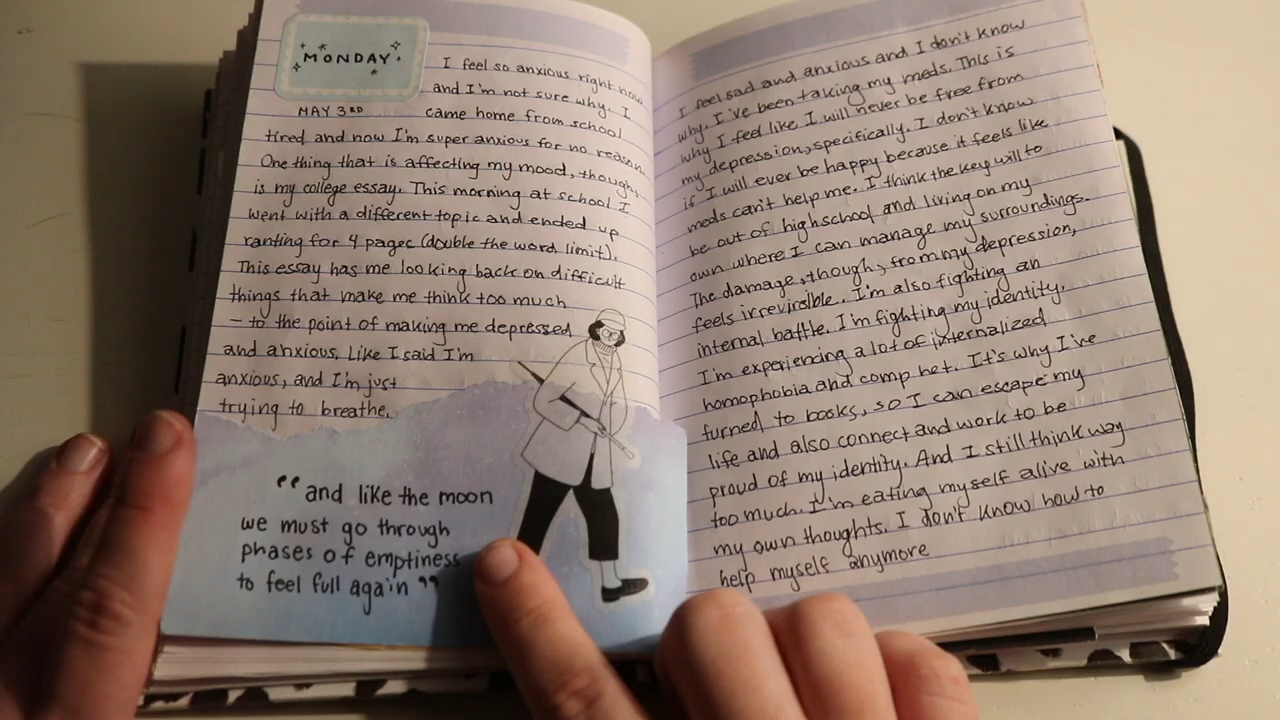 MONDAY
MAY 3RD
I feel so anxious right now
and I'm not sure why. I
came home from school
tired and now I'm super anxious for no reason.
One thing that is affecting my mood, though,
is my college essay. This morning at school I
went with a different topic and ended up
ranting for 4 pages (double the word limit).
This essay has me looking back on difficult
things that make me think too much
- to the point of making me depressed
and anxious. Like I said I'm
anxious, and I'm just
trying to breathe.
"and like the moon
we must go through
phases of emptiness
to feel full again"
I feel sad and anxious and I don't know
why. I've been taking my meds. This is
why I feel like I will never be free from
my depression, specifically. I don't know
if I will ever be happy because it feels like
meds can't help me. I think the key will to
be out of highschool and living on my
own where I can manage my surroundings.
The damage, though, from my depression,
feels irreversible. I'm also fighting an
internal battle. I'm fighting my identity.
I'm experiencing a lot of internalized
homophobia and comp het. It's why I've
turned to books, so I can escape my
life and also connect and work to be
proud of my identity. And I still think way
too much. I'm eating myself alive with
my own thoughts. I don't know how to
help myself anymore